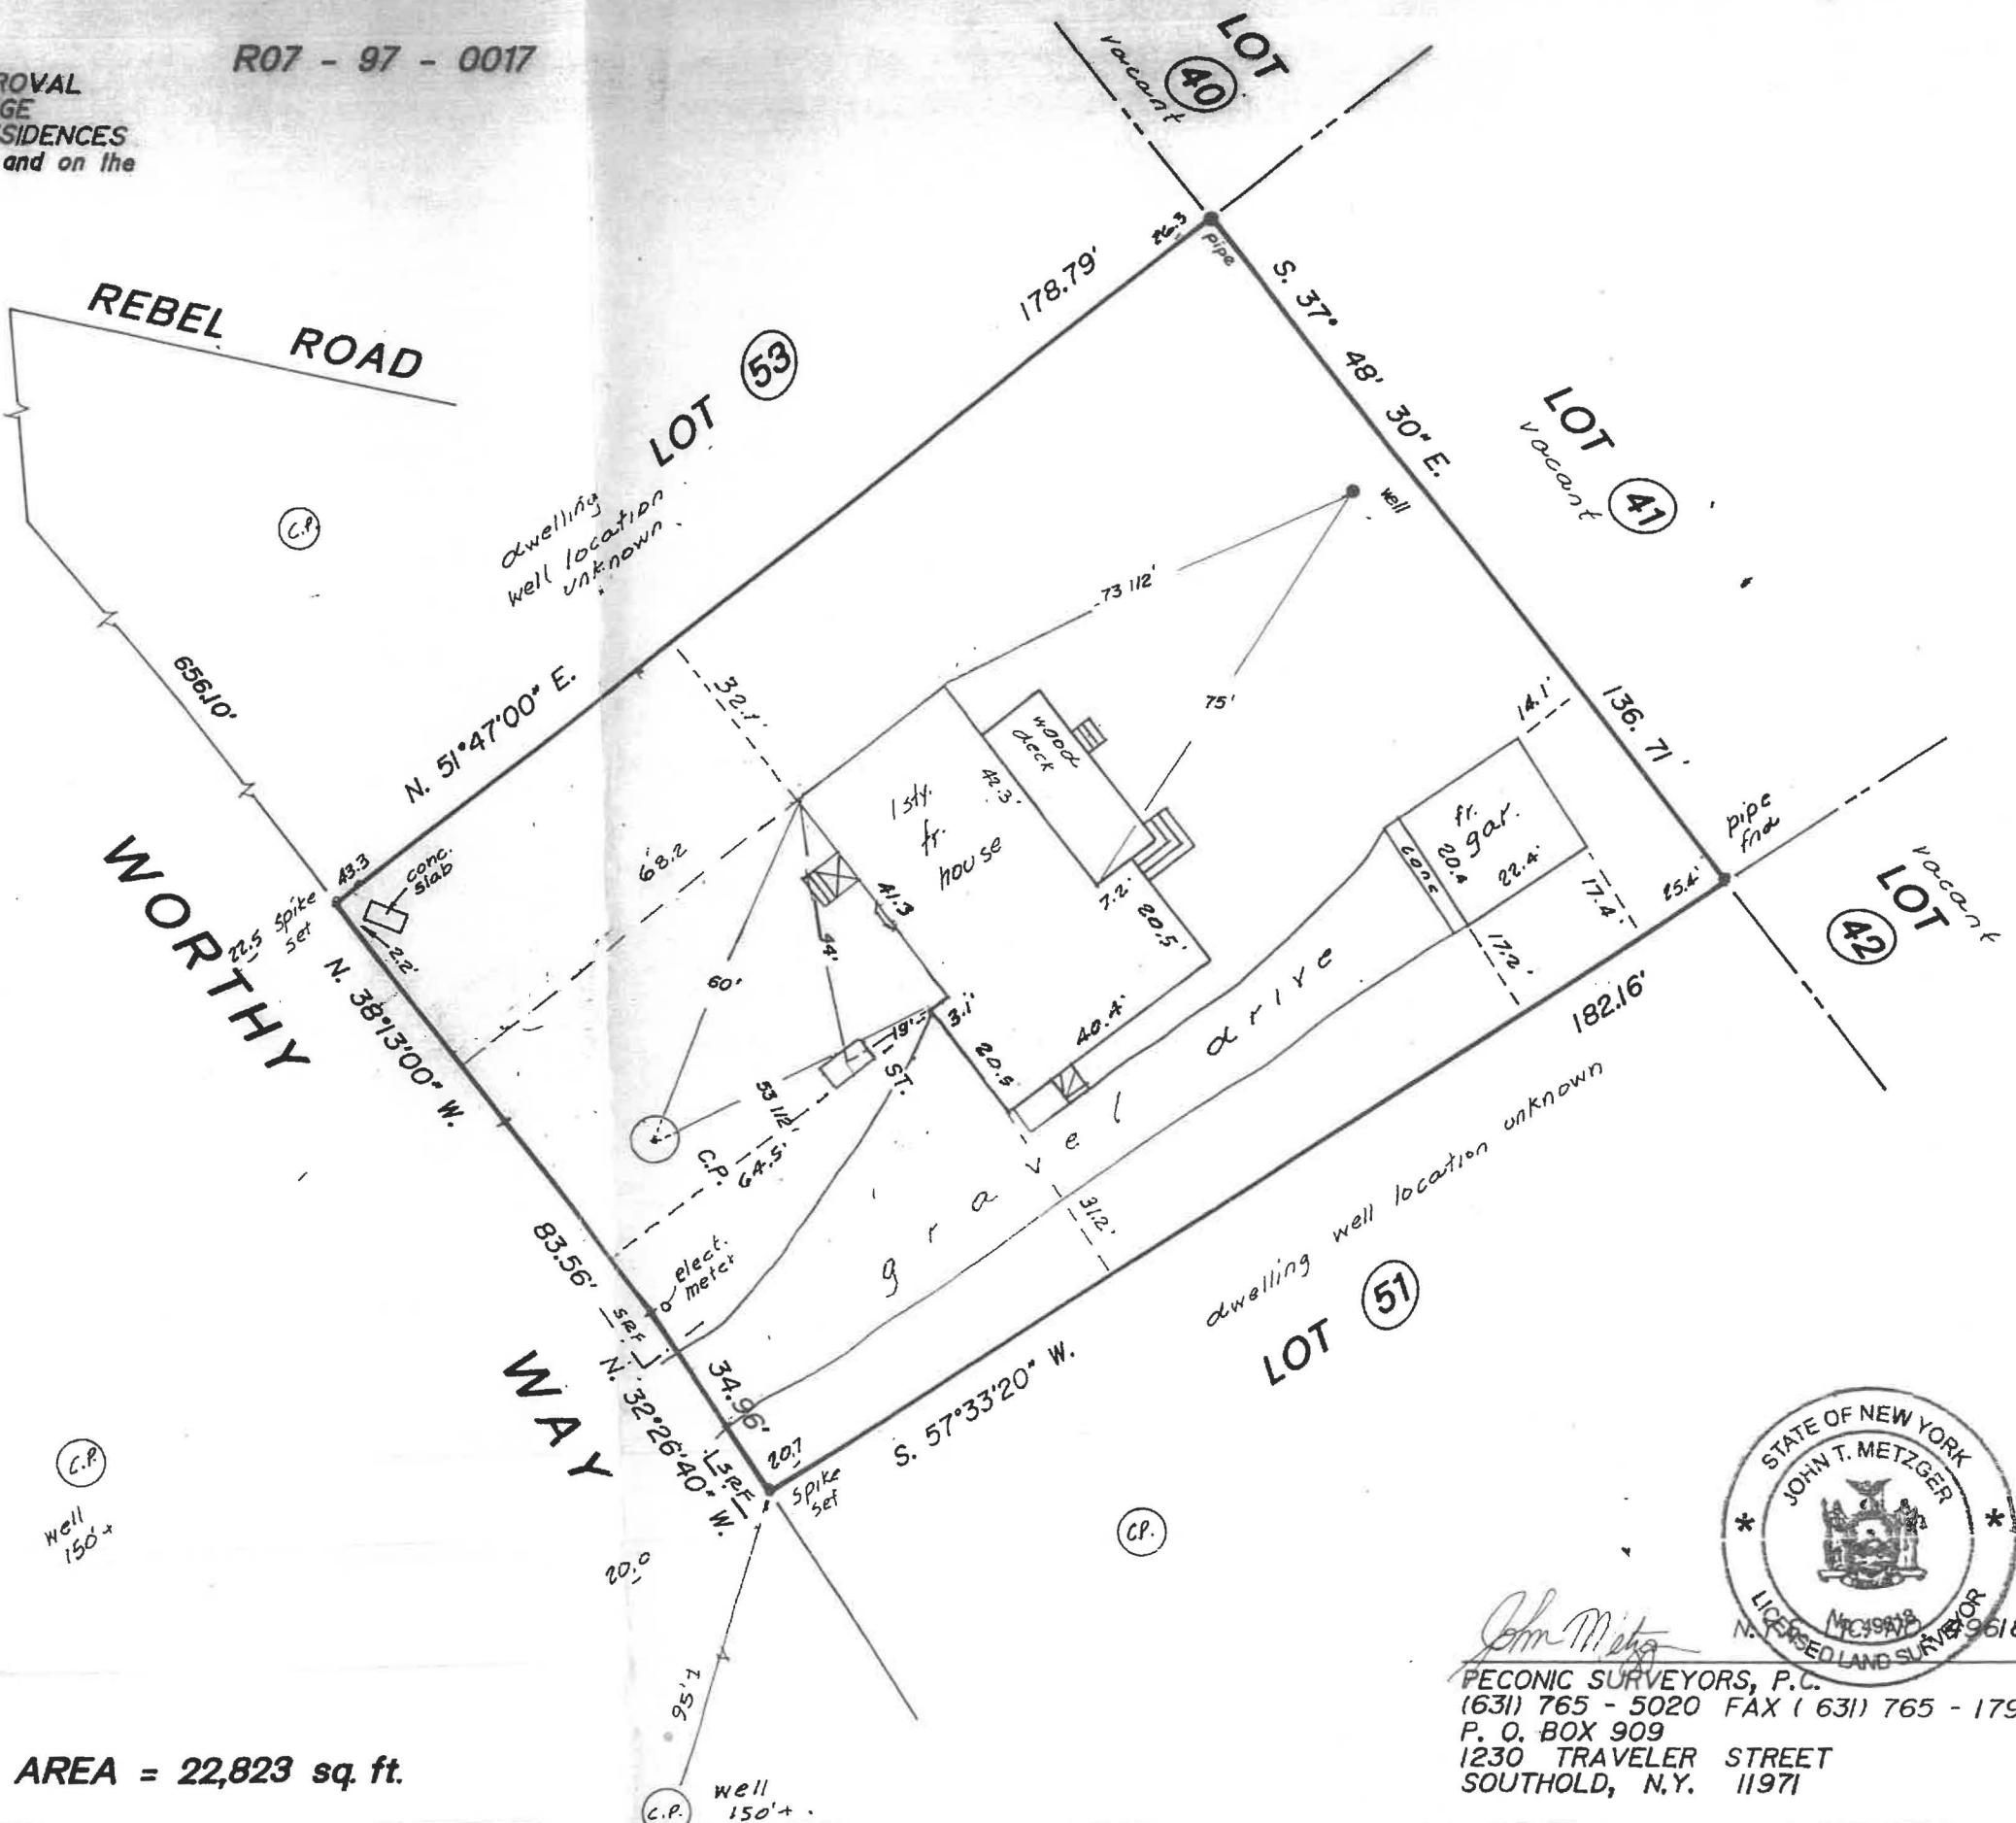 R07 - 97 - 0017
ROVAL
GE
SIDENCES
and on the
LOT
40
vacant
REBEL ROAD
26.3
pipe
178.79'
S. 37° 48' 30" E.
LOT 53
dwelling
well location
unknown
C.P.
well
LOT
vacant
41
73 1/2'
75'
656.10'
N. 51°47'00" E.
32.1'
14.1'
136.71'
wood
deck
42.3'
1 sty.
fr.
house
fr.
gar.
20.4
22.4'
conc
pipe
fnd
vacant
LOT
42
25.4'
17.4'
17.2'
68.2
43.3
conc.
slab
spike
set
22.5
2.2'
WORTHY
N. 38°13'00" W.
41.3
44'
60'
7.2'
20.5'
40.4'
3.1'
19'
20.5
S.T.
53 1/2'
C.P.
64.5'
gravel drive
31.2'
182.16'
dwelling well location unknown
83.56'
elect.
meter
SRF
N. 32°26'40" W.
34.96'
WAY
20.7
SRF
spike
set
S. 57°33'20" W.
LOT 51
C.P.
well
150'+
20.0
C.P.
95'±
C.P.
well
150'+
AREA = 22,823 sq. ft.
STATE OF NEW YORK
JOHN T. METZGER
LICENSED LAND SURVEYOR
John Metzger
PECONIC SURVEYORS, P.C.
(631) 765 - 5020 FAX ( 631) 765 - 179
P. O. BOX 909
1230 TRAVELER STREET
SOUTHOLD, N.Y. 11971